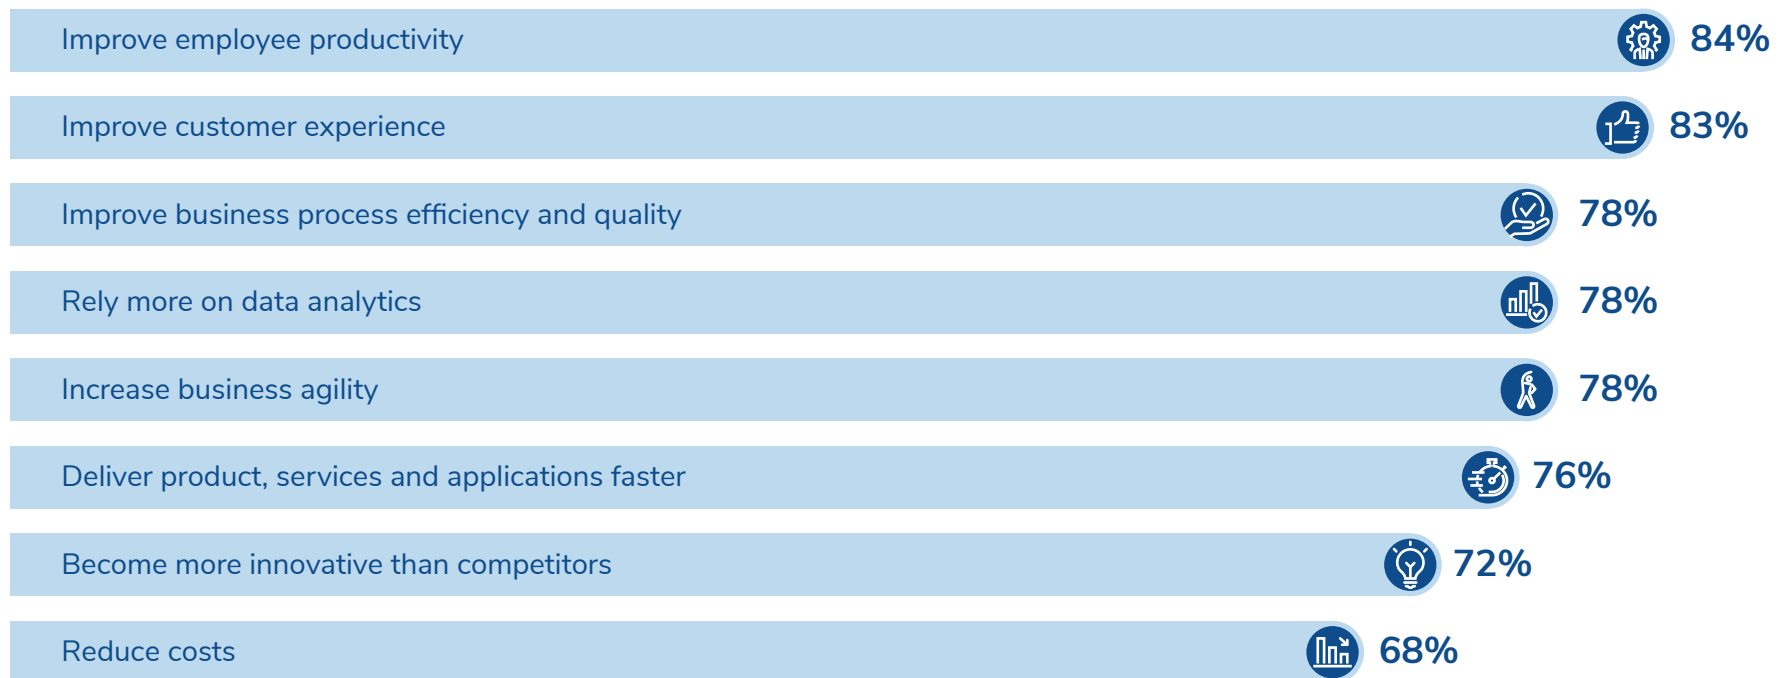 Improve employee productivity 84%
Improve customer experience 83%
Improve business process efficiency and quality 78%
Rely more on data analytics 78%
Increase business agility 78%
Deliver product, services and applications faster 76%
Become more innovative than competitors 72%
Reduce costs 68%